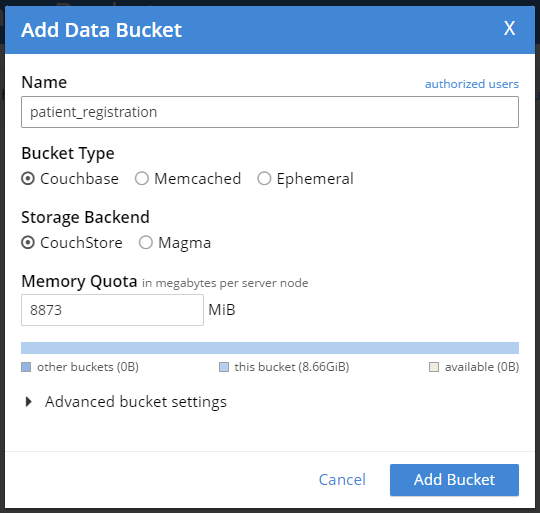 Add Data Bucket X
Name authorized users
patient_registration
Bucket Type
Couchbase Memcached Ephemeral
Storage Backend
CouchStore Magma
Memory Quota in megabytes per server node
8873 MiB
other buckets (0B) this bucket (8.66GiB) available (0B)
Advanced bucket settings
Cancel Add Bucket